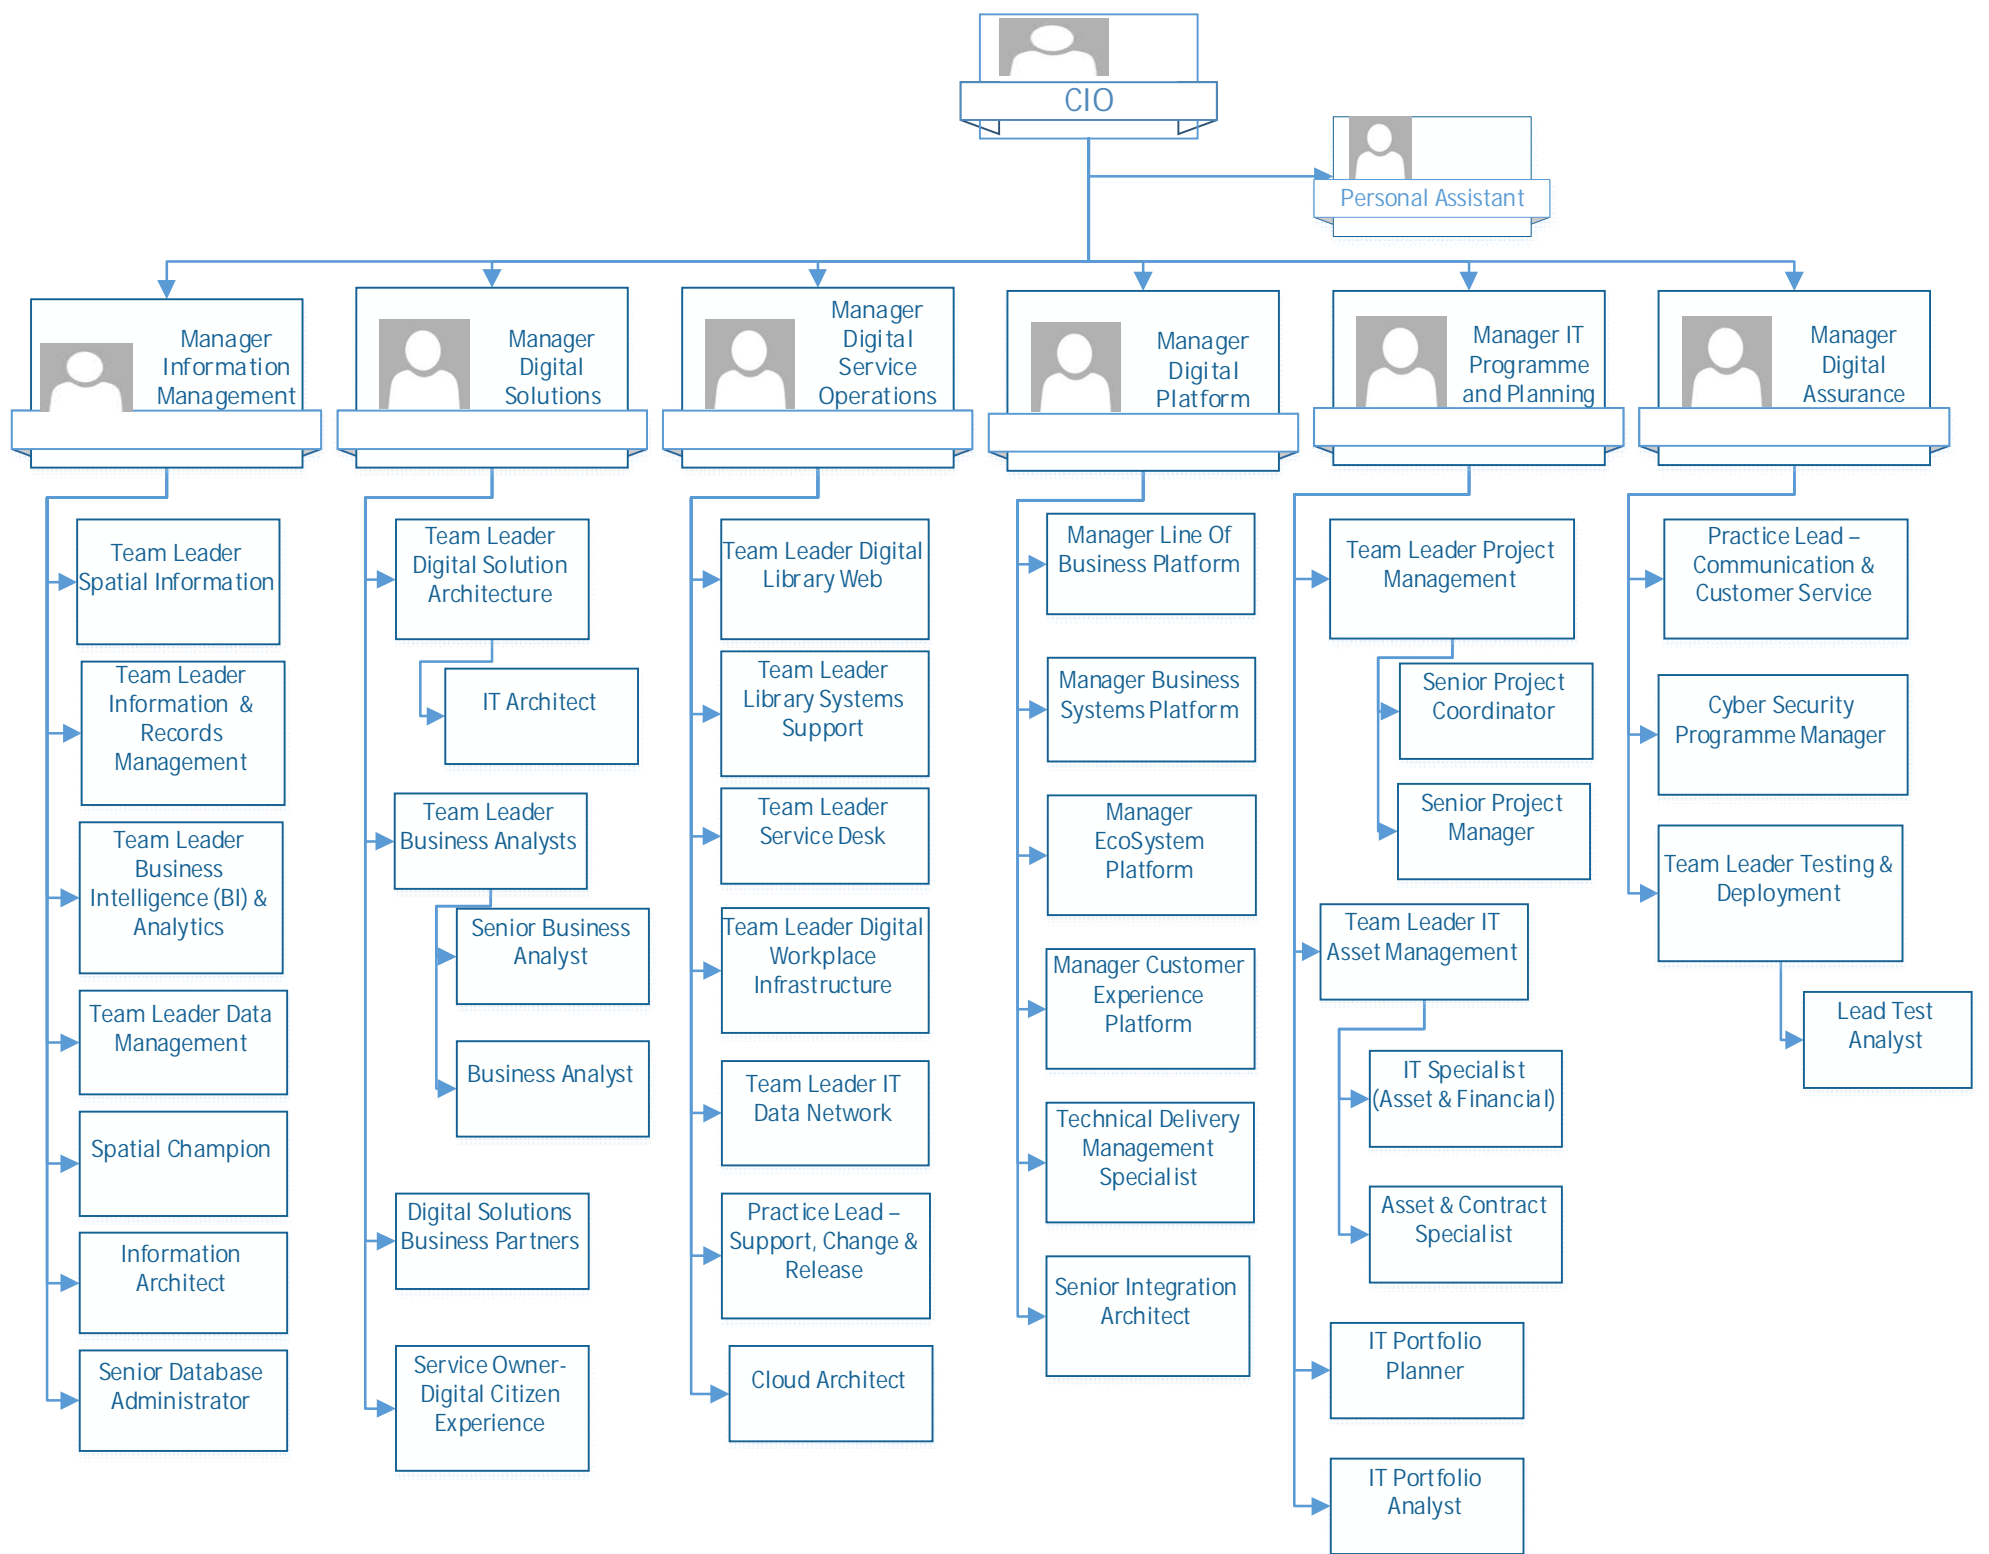 CIO
Personal Assistant
Manager
Information
Management
Manager
Digital
Solutions
Manager
Digital
Service
Operations
Manager
Digital
Platform
Manager IT
Programme
and Planning
Manager
Digital
Assurance
Team Leader
Spatial Information
Team Leader
Information &
Records
Management
Team Leader
Business
Intelligence (BI) &
Analytics
Team Leader Data
Management
Spatial Champion
Information
Architect
Senior Database
Administrator
Team Leader
Digital Solution
Architecture
IT Architect
Team Leader
Business Analysts
Senior Business
Analyst
Business Analyst
Digital Solutions
Business Partners
Service Owner-
Digital Citizen
Experience
Team Leader Digital
Library Web
Team Leader
Library Systems
Support
Team Leader
Service Desk
Team Leader Digital
Workplace
Infrastructure
Team Leader IT
Data Network
Practice Lead –
Support, Change &
Release
Cloud Architect
Manager Line Of
Business Platform
Manager Business
Systems Platform
Manager
EcoSystem
Platform
Manager Customer
Experience
Platform
Technical Delivery
Management
Specialist
Senior Integration
Architect
Team Leader Project
Management
Senior Project
Coordinator
Senior Project
Manager
Team Leader IT
Asset Management
IT Specialist
(Asset & Financial)
Asset & Contract
Specialist
IT Portfolio
Planner
IT Portfolio
Analyst
Practice Lead –
Communication &
Customer Service
Cyber Security
Programme Manager
Team Leader Testing &
Deployment
Lead Test
Analyst